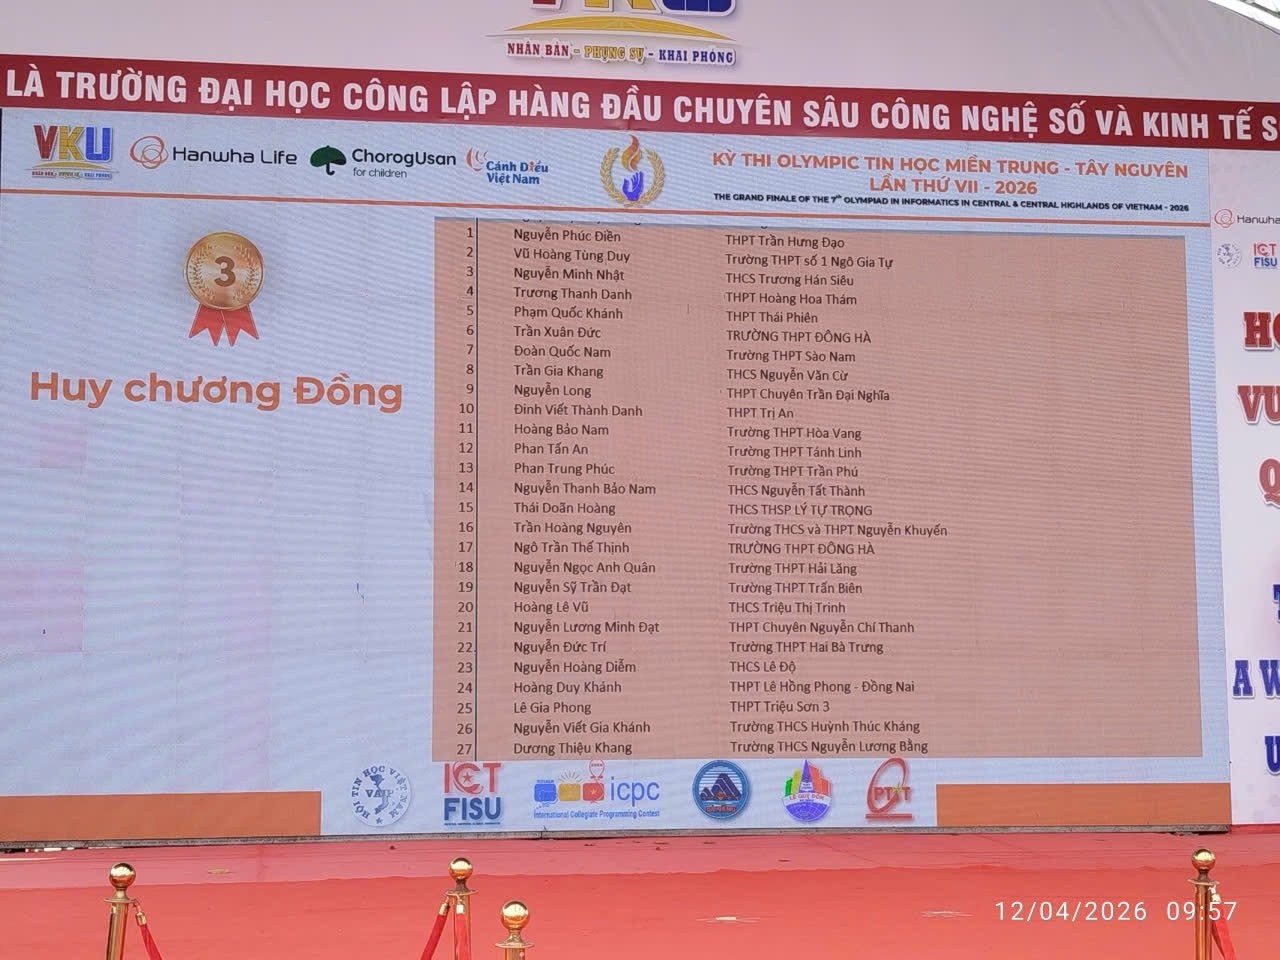 NHÂN BẢN - PHỤNG SỰ - KHAI PHÓNG
LÀ TRƯỜNG ĐẠI HỌC CÔNG LẬP HÀNG ĐẦU CHUYÊN SÂU CÔNG NGHỆ SỐ VÀ KINH TẾ S
VKU
Hanwha Life
ChorogUsan
for children
Cánh Diều
Việt Nam
KỲ THI OLYMPIC TIN HỌC MIỀN TRUNG - TÂY NGUYÊN
LẦN THỨ VII - 2026
THE GRAND FINALE OF THE 7TH OLYMPIAD IN INFORMATICS IN CENTRAL & CENTRAL HIGHLANDS OF VIETNAM - 2026
3
Huy chương Đồng
1 Nguyễn Phúc Điền THPT Trần Hưng Đạo
2 Vũ Hoàng Tùng Duy Trường THPT số 1 Ngô Gia Tự
3 Nguyễn Minh Nhật THCS Trương Hán Siêu
4 Trương Thanh Danh THPT Hoàng Hoa Thám
5 Phạm Quốc Khánh THPT Thái Phiên
6 Trần Xuân Đức TRƯỜNG THPT ĐÔNG HÀ
7 Đoàn Quốc Nam Trường THPT Sào Nam
8 Trần Gia Khang THCS Nguyễn Văn Cừ
9 Nguyễn Long THPT Chuyên Trần Đại Nghĩa
10 Đinh Viết Thành Danh THPT Trị An
11 Hoàng Bảo Nam Trường THPT Hòa Vang
12 Phan Tấn An Trường THPT Tánh Linh
13 Phan Trung Phúc Trường THPT Trần Phú
14 Nguyễn Thanh Bảo Nam THCS Nguyễn Tất Thành
15 Thái Doãn Hoàng THCS THSP LÝ TỰ TRỌNG
16 Trần Hoàng Nguyên Trường THCS và THPT Nguyễn Khuyến
17 Ngô Trần Thế Thịnh TRƯỜNG THPT ĐÔNG HÀ
18 Nguyễn Ngọc Anh Quân Trường THPT Hải Lăng
19 Nguyễn Sỹ Trần Đạt Trường THPT Trấn Biên
20 Hoàng Lê Vũ THCS Triệu Thị Trinh
21 Nguyễn Lương Minh Đạt THPT Chuyên Nguyễn Chí Thanh
22 Nguyễn Đức Trí Trường THPT Hai Bà Trưng
23 Nguyễn Hoàng Diễm THCS Lê Độ
24 Hoàng Duy Khánh THPT Lê Hồng Phong - Đồng Nai
25 Lê Gia Phong THPT Triệu Sơn 3
26 Nguyễn Viết Gia Khánh Trường THCS Huỳnh Thúc Kháng
27 Dương Thiệu Khang Trường THCS Nguyễn Lương Bằng
HỘI TIN HỌC VIỆT NAM
VAIP
ICT
FISU
icpc
International Collegiate Programming Contest
LÊ QUÝ ĐÔN
PTIT
Hanwha
ICT
FISU
VU
A W
12/04/2026 09:57